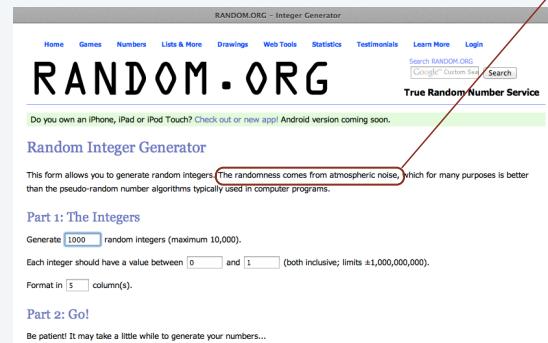 RANDOM.ORG - Integer Generator
Home Games Numbers Lists & More Drawings Web Tools Statistics Testimonials Learn More Login
Search RANDOM.ORG
RANDOM.ORG
Google™ Custom Sea Search
True Random Number Service
Do you own an iPhone, iPad or iPod Touch? Check out or new app! Android version coming soon.
Random Integer Generator
This form allows you to generate random integers. The randomness comes from atmospheric noise, which for many purposes is better
than the pseudo-random number algorithms typically used in computer programs.
Part 1: The Integers
Generate 1000 random integers (maximum 10,000).
Each integer should have a value between 0 and 1 (both inclusive; limits ±1,000,000,000).
Format in 5 column(s).
Part 2: Go!
Be patient! It may take a little while to generate your numbers...